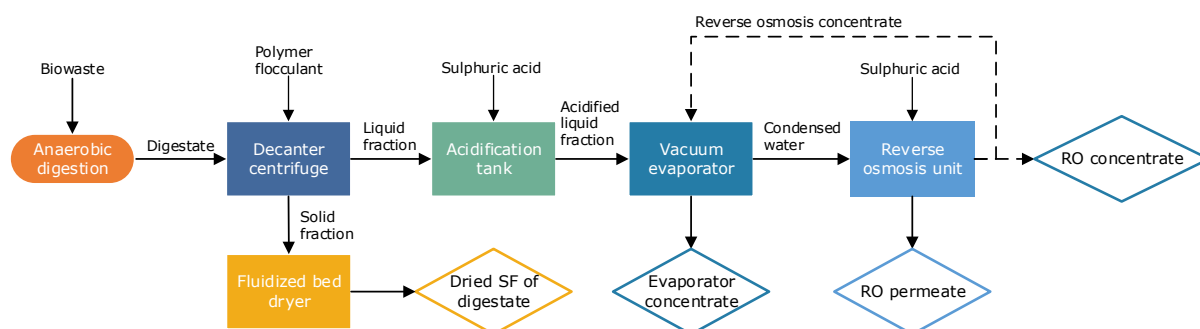 Reverse osmosis concentrate
Biowaste
Polymer
flocculant
Sulphuric acid
Sulphuric acid
Anaerobic
digestion
Digestate
Decanter
centrifuge
Liquid
fraction
Acidification
tank
Acidified
liquid
fraction
Vacuum
evaporator
Condensed
water
Reverse
osmosis unit
RO concentrate
Solid
fraction
Fluidized bed
dryer
Dried SF of
digestate
Evaporator
concentrate
RO permeate